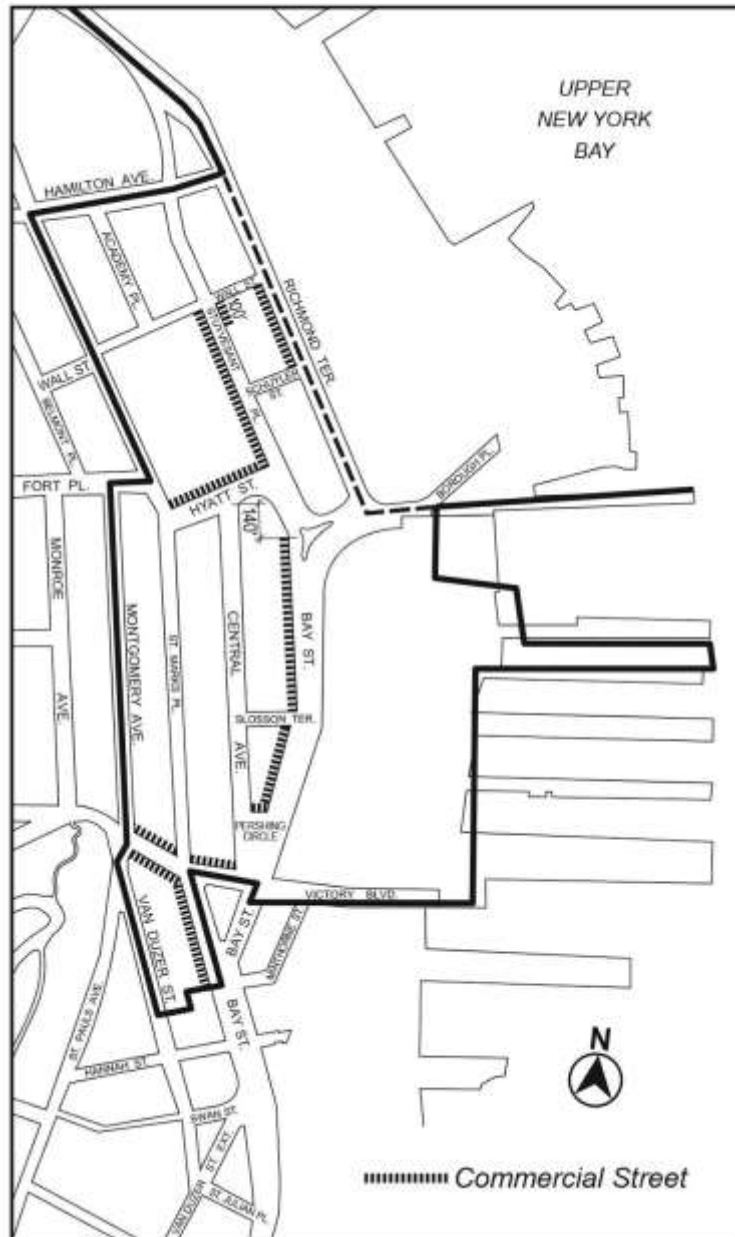 UPPER
NEW YORK
BAY
HAMILTON AVE.
ACADEMY PL.
RICHMOND TER.
WALL ST.
100'
STUYVESANT
PL.
SCHUYLER
ST.
WALL ST.
BELMONT PL.
BOROUGH PL.
FORT PL.
HYATT ST.
140'
MONROE
AVE.
MONTGOMERY AVE.
ST. MARKS PL.
CENTRAL
AVE.
BAY ST.
SLOSSON TER.
PERSHING
CIRCLE
VICTORY BLVD.
VAN DUZER ST.
BAY ST.
ST. PAULS AVE.
BAY ST.
HANNAH ST.
SWAN ST.
VAN DUZER ST. EXT.
ST. JULIAN PL.
N
Commercial Street